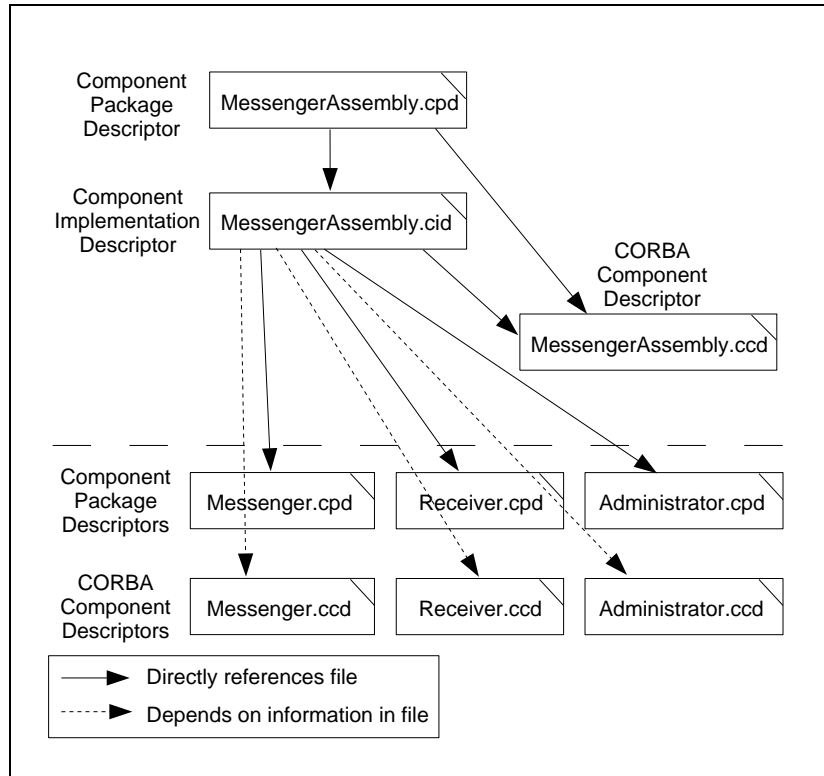 Component
Package
Descriptor
MessengerAssembly.cpd
Component
Implementation
Descriptor
MessengerAssembly.cid
CORBA
Component
Descriptor
MessengerAssembly.ccd
Component
Package
Descriptors
Messenger.cpd
Receiver.cpd
Administrator.cpd
CORBA
Component
Descriptors
Messenger.ccd
Receiver.ccd
Administrator.ccd
Directly references file
Depends on information in file